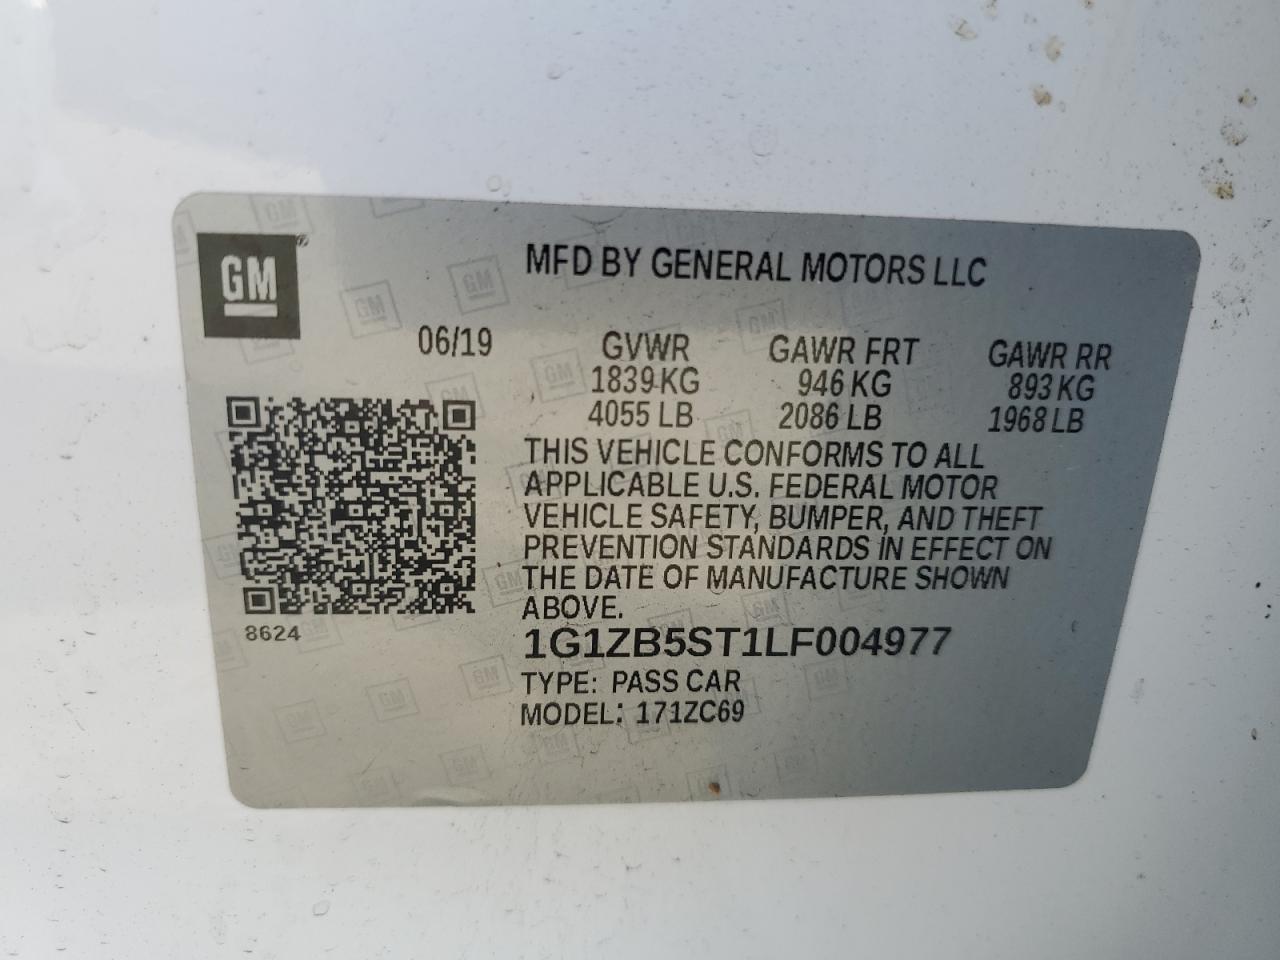 GM®
MFD BY GENERAL MOTORS LLC
06/19 GVWR GAWR FRT GAWR RR
1839 KG 946 KG 893 KG
4055 LB 2086 LB 1968 LB
THIS VEHICLE CONFORMS TO ALL
APPLICABLE U.S. FEDERAL MOTOR
VEHICLE SAFETY, BUMPER, AND THEFT
PREVENTION STANDARDS IN EFFECT ON
THE DATE OF MANUFACTURE SHOWN
ABOVE.
8624
1G1ZB5ST1LF004977
TYPE: PASS CAR
MODEL: 171ZC69